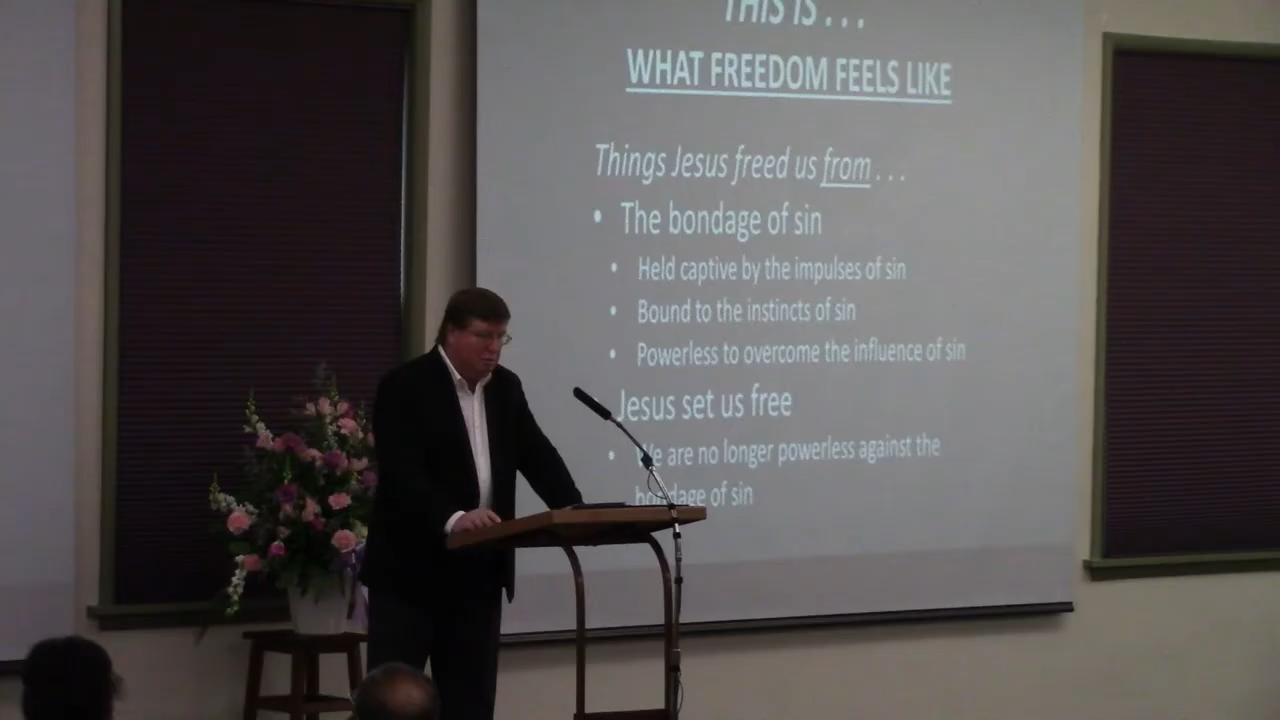 THIS IS . . .
WHAT FREEDOM FEELS LIKE
Things Jesus freed us from . . .
• The bondage of sin
• Held captive by the impulses of sin
• Bound to the instincts of sin
• Powerless to overcome the influence of sin
Jesus set us free
• We are no longer powerless against the
bondage of sin